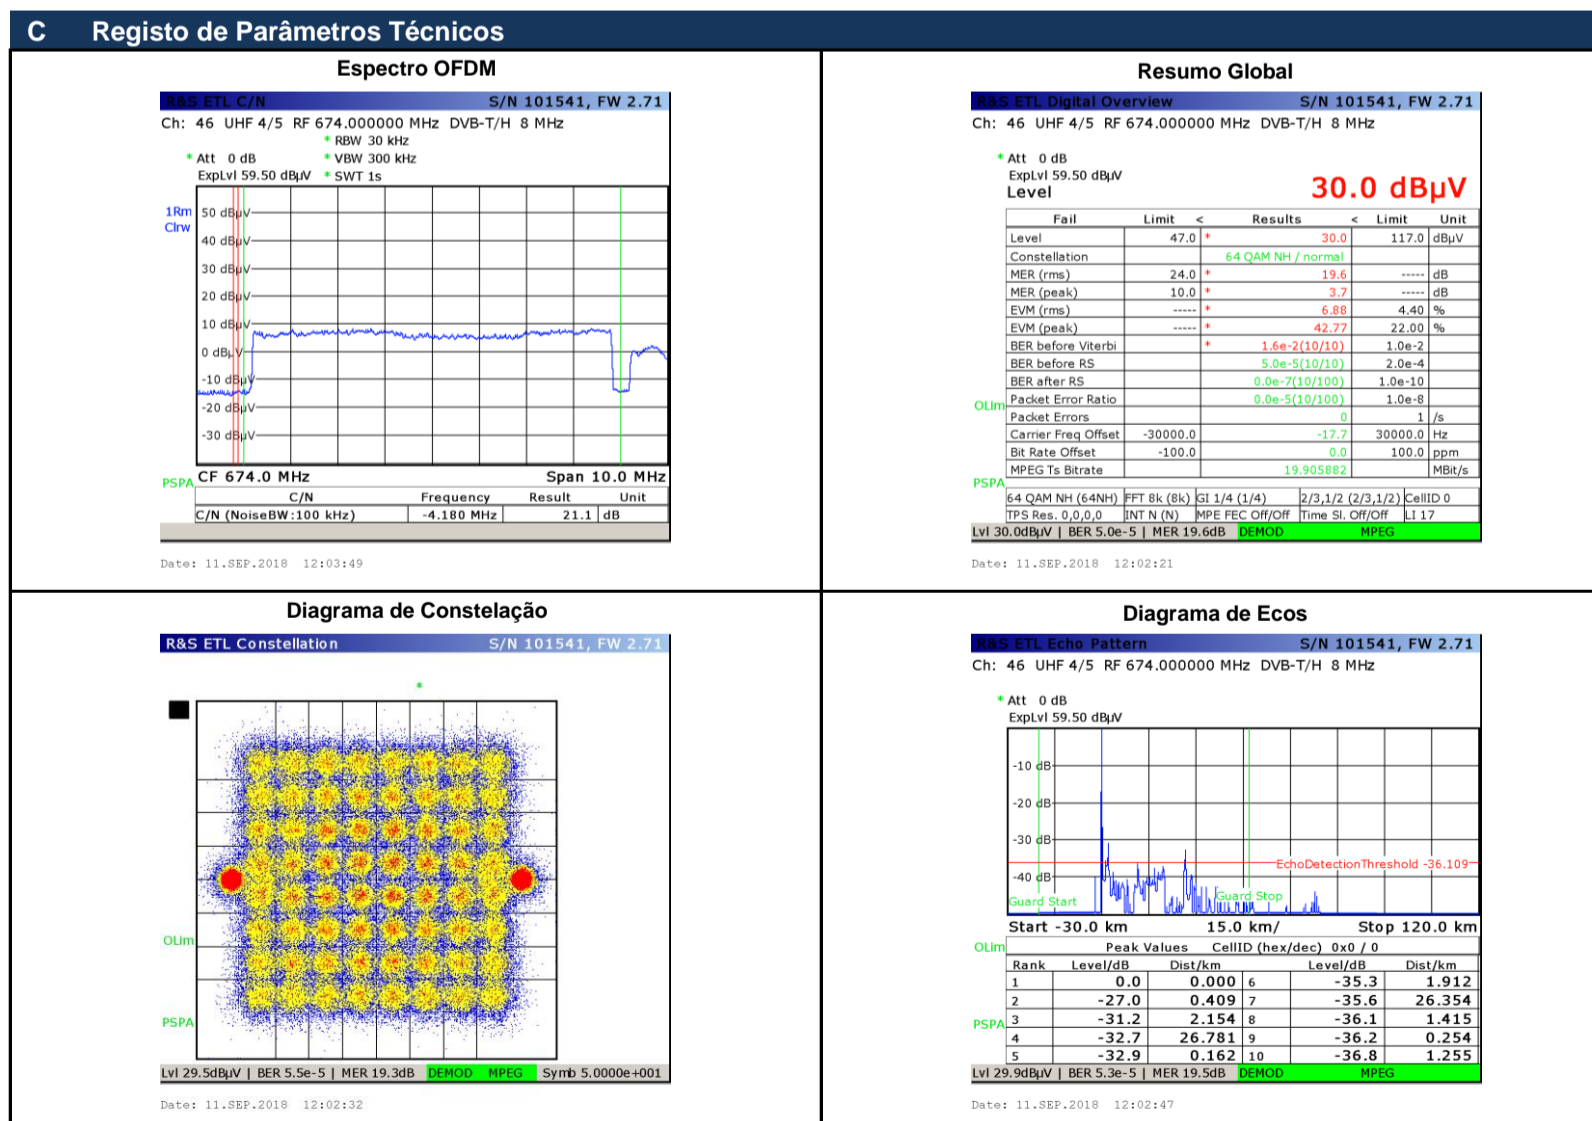 C Registo de Parâmetros Técnicos
Espectro OFDM
R&S ETL C/N S/N 101541, FW 2.71
Ch: 46 UHF 4/5 RF 674.000000 MHz DVB-T/H 8 MHz
* RBW 30 kHz
* Att 0 dB * VBW 300 kHz
ExpLvl 59.50 dBµV * SWT 1s
1Rm
Clrw
50 dBµV
40 dBµV
30 dBµV
20 dBµV
10 dBµV
0 dBµV
-10 dBµV
-20 dBµV
-30 dBµV
PSPA
CF 674.0 MHz Span 10.0 MHz
C/N Frequency Result Unit
C/N (NoiseBW:100 kHz) -4.180 MHz 21.1 dB
Date: 11.SEP.2018 12:03:49
Resumo Global
R&S ETL Digital Overview S/N 101541, FW 2.71
Ch: 46 UHF 4/5 RF 674.000000 MHz DVB-T/H 8 MHz
* Att 0 dB
ExpLvl 59.50 dBµV
Level 30.0 dBµV
Fail Limit < Results < Limit Unit
Level 47.0 * 30.0 117.0 dBµV
Constellation 64 QAM NH / normal
MER (rms) 24.0 * 19.6 ----- dB
MER (peak) 10.0 * 3.7 ----- dB
EVM (rms) ----- * 6.88 4.40 %
EVM (peak) ----- * 42.77 22.00 %
BER before Viterbi * 1.6e-2(10/10) 1.0e-2
BER before RS 5.0e-5(10/10) 2.0e-4
BER after RS 0.0e-7(10/100) 1.0e-10
Packet Error Ratio 0.0e-5(10/100) 1.0e-8
OLim
Packet Errors 0 1 /s
Carrier Freq Offset -30000.0 -17.7 30000.0 Hz
Bit Rate Offset -100.0 0.0 100.0 ppm
MPEG Ts Bitrate 19.905882 MBit/s
PSPA
64 QAM NH (64NH) FFT 8k (8k) GI 1/4 (1/4) 2/3,1/2 (2/3,1/2) CellID 0
TPS Res. 0,0,0,0 INT N (N) MPE FEC Off/Off Time Sl. Off/Off LI 17
Lvl 30.0dBµV | BER 5.0e-5 | MER 19.6dB DEMOD MPEG
Date: 11.SEP.2018 12:02:21
Diagrama de Constelação
R&S ETL Constellation S/N 101541, FW 2.71
*
OLim
PSPA
Lvl 29.5dBµV | BER 5.5e-5 | MER 19.3dB DEMOD MPEG Symb 5.0000e+001
Date: 11.SEP.2018 12:02:32
Diagrama de Ecos
R&S ETL Echo Pattern S/N 101541, FW 2.71
Ch: 46 UHF 4/5 RF 674.000000 MHz DVB-T/H 8 MHz
* Att 0 dB
ExpLvl 59.50 dBµV
-10 dB
-20 dB
-30 dB
EchoDetectionThreshold -36.109
-40 dB
Guard Start Guard Stop
Start -30.0 km 15.0 km/ Stop 120.0 km
OLim
Peak Values CellID (hex/dec) 0x0 / 0
Rank Level/dB Dist/km Level/dB Dist/km
1 0.0 0.000 6 -35.3 1.912
2 -27.0 0.409 7 -35.6 26.354
3 -31.2 2.154 8 -36.1 1.415
PSPA
4 -32.7 26.781 9 -36.2 0.254
5 -32.9 0.162 10 -36.8 1.255
Lvl 29.9dBµV | BER 5.3e-5 | MER 19.5dB DEMOD MPEG
Date: 11.SEP.2018 12:02:47